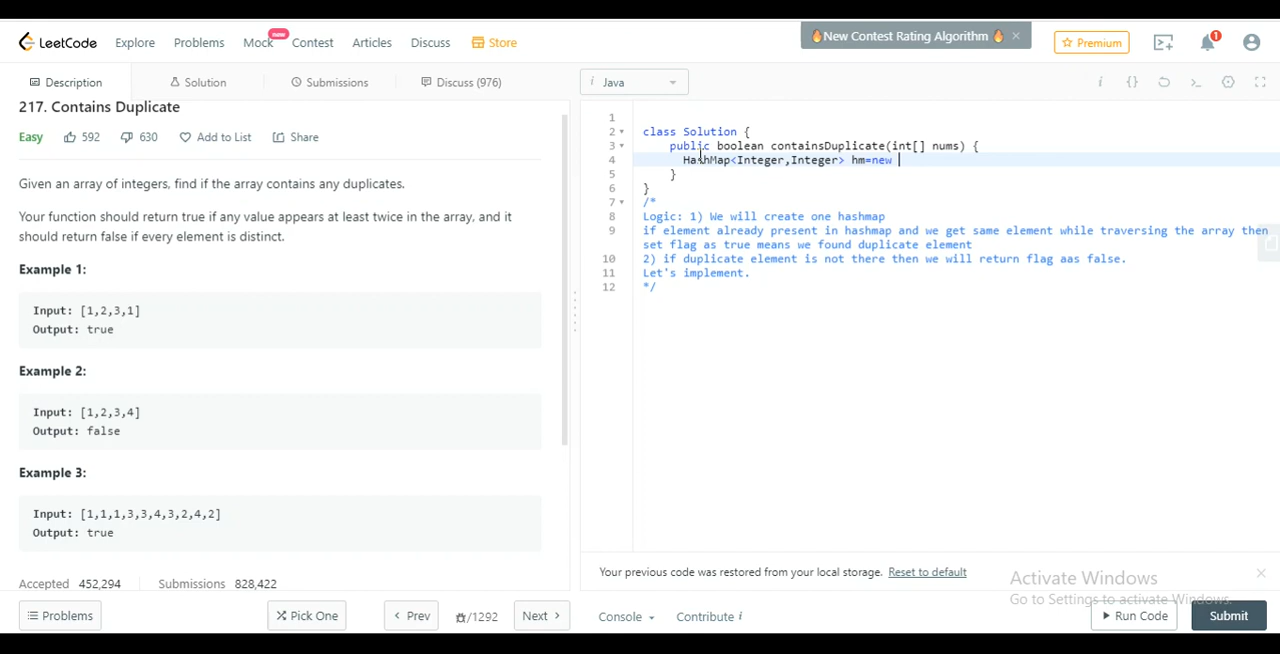 LeetCode Explore Problems Mock new Contest Articles Discuss Store 🔥New Contest Rating Algorithm 🔥 × Premium 1
Description Solution Submissions Discuss (976) i Java i {}
217. Contains Duplicate
Easy 592 630 Add to List Share
Given an array of integers, find if the array contains any duplicates.
Your function should return true if any value appears at least twice in the array, and it
should return false if every element is distinct.
Example 1:
Input: [1,2,3,1]
Output: true
Example 2:
Input: [1,2,3,4]
Output: false
Example 3:
Input: [1,1,1,3,3,4,3,2,4,2]
Output: true
Accepted 452,294 Submissions 828,422
Problems Pick One Prev /1292 Next
1
2 class Solution {
3 public boolean containsDuplicate(int[] nums) {
4 HashMap<Integer,Integer> hm=new
5 }
6 }
7 /*
8 Logic: 1) We will create one hashmap
9 if element already present in hashmap and we get same element while traversing the array then
set flag as true means we found duplicate element
10 2) if duplicate element is not there then we will return flag aas false.
11 Let's implement.
12 */
Your previous code was restored from your local storage. Reset to default
Activate Windows
Go to Settings to activate Windows.
Console Contribute i Run Code Submit